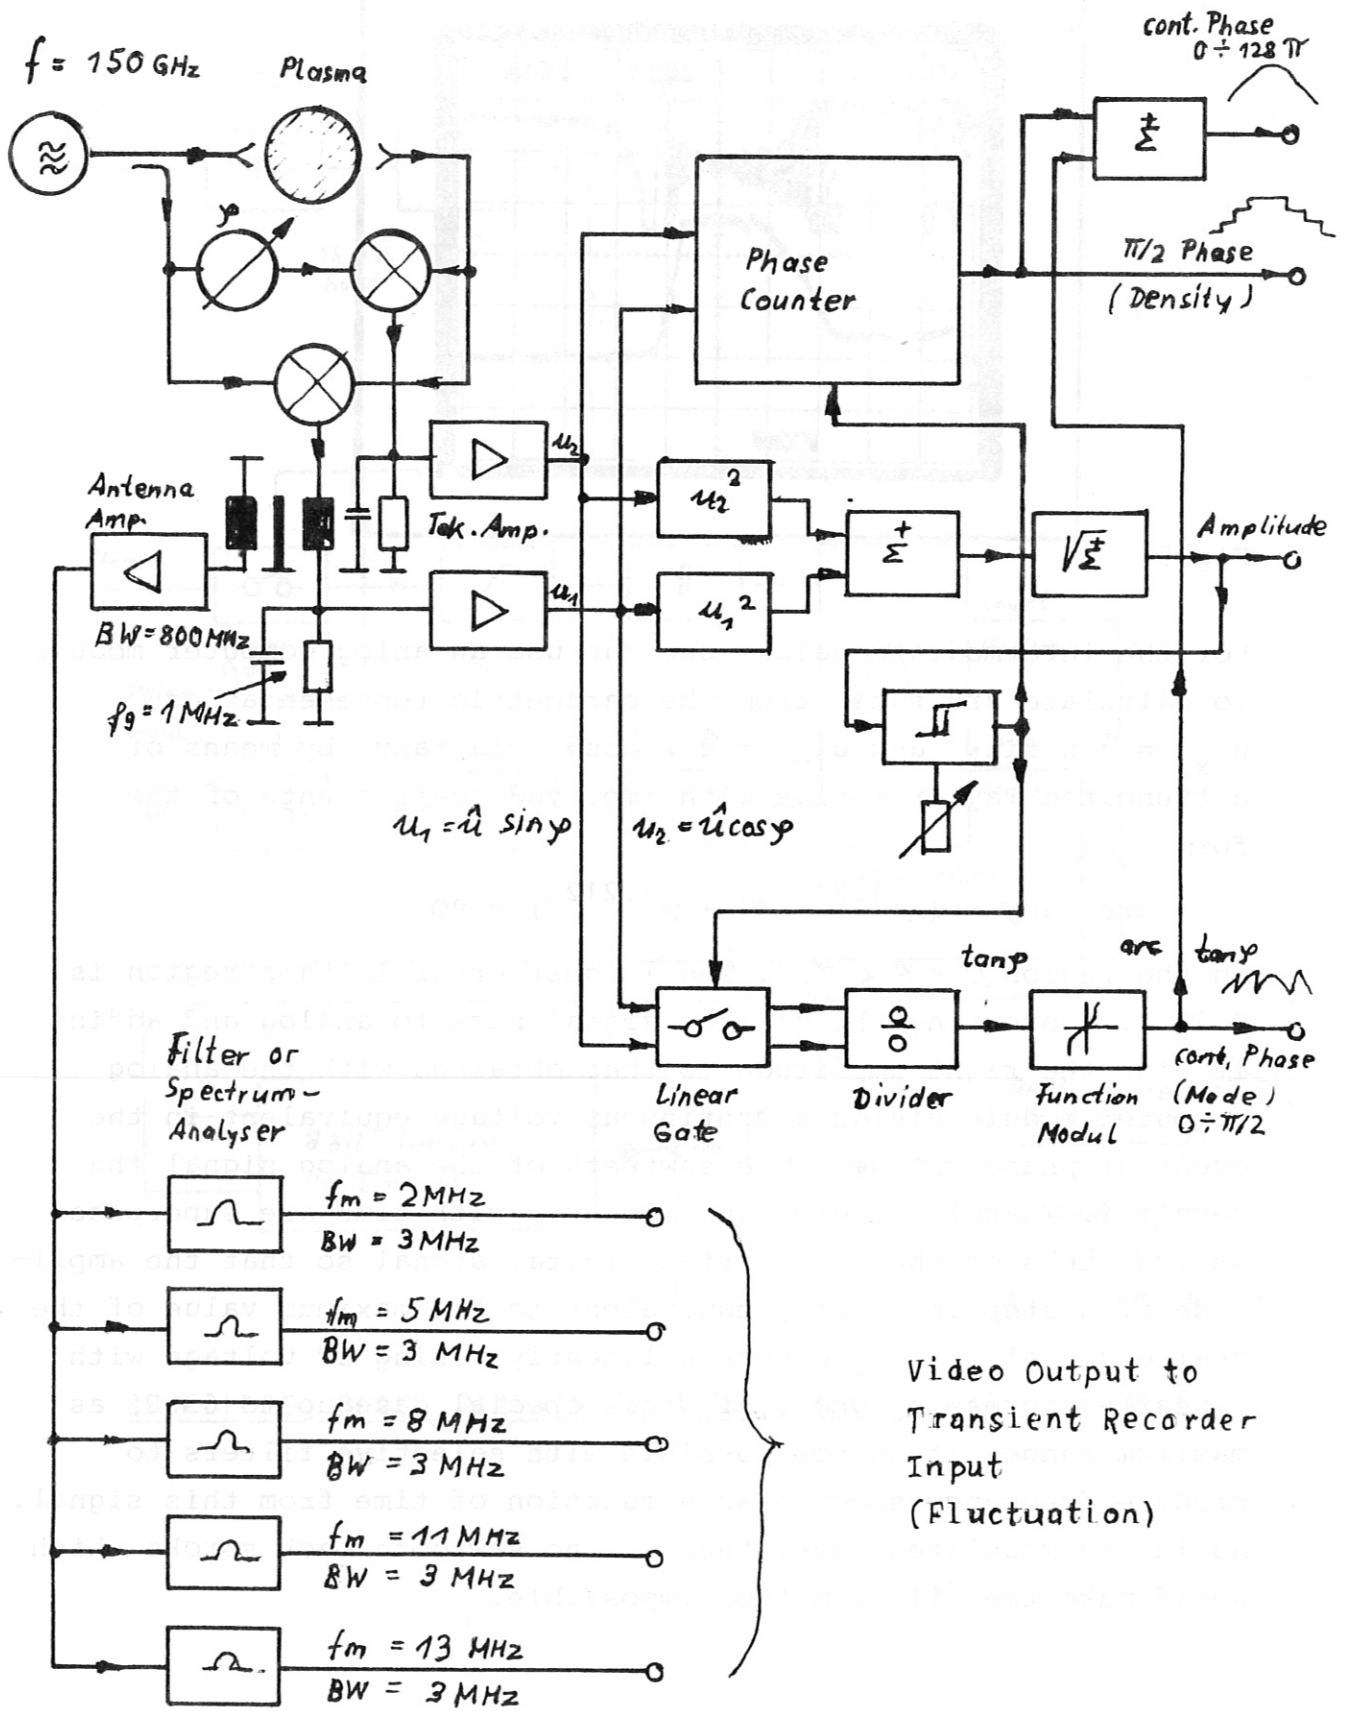 cont. Phase
0 ÷ 128 π
f = 150 GHz
Plasma
φ
±
Σ
Phase
Counter
π/2 Phase
(Density)
Antenna
Amp.
BW = 800 MHz
fg = 1 MHz
Tek. Amp.
u₂
u₁
u₂²
u₁²
+
Σ
√Σ±
Amplitude
u₁ = û sinφ
u₂ = û cosφ
tanφ
arc tanφ
Linear
Gate
Divider
Function
Modul
cont. Phase
(Mode)
0 ÷ π/2
Filter or
Spectrum-
Analyser
fm = 2 MHz
BW = 3 MHz
fm = 5 MHz
BW = 3 MHz
fm = 8 MHz
BW = 3 MHz
fm = 11 MHz
BW = 3 MHz
fm = 13 MHz
BW = 3 MHz
Video Output to
Transient Recorder
Input
(Fluctuation)